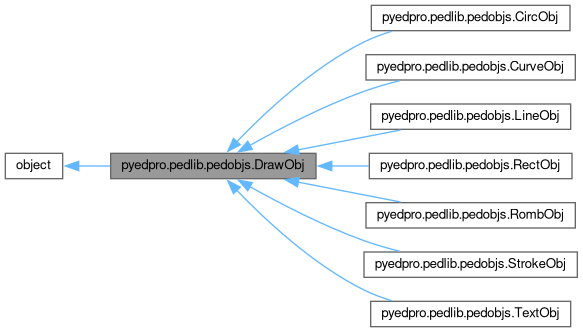 pyedpro.pedlib.pedobjs.CircObj
pyedpro.pedlib.pedobjs.CurveObj
pyedpro.pedlib.pedobjs.LineObj
object
pyedpro.pedlib.pedobjs.DrawObj
pyedpro.pedlib.pedobjs.RectObj
pyedpro.pedlib.pedobjs.RombObj
pyedpro.pedlib.pedobjs.StrokeObj
pyedpro.pedlib.pedobjs.TextObj